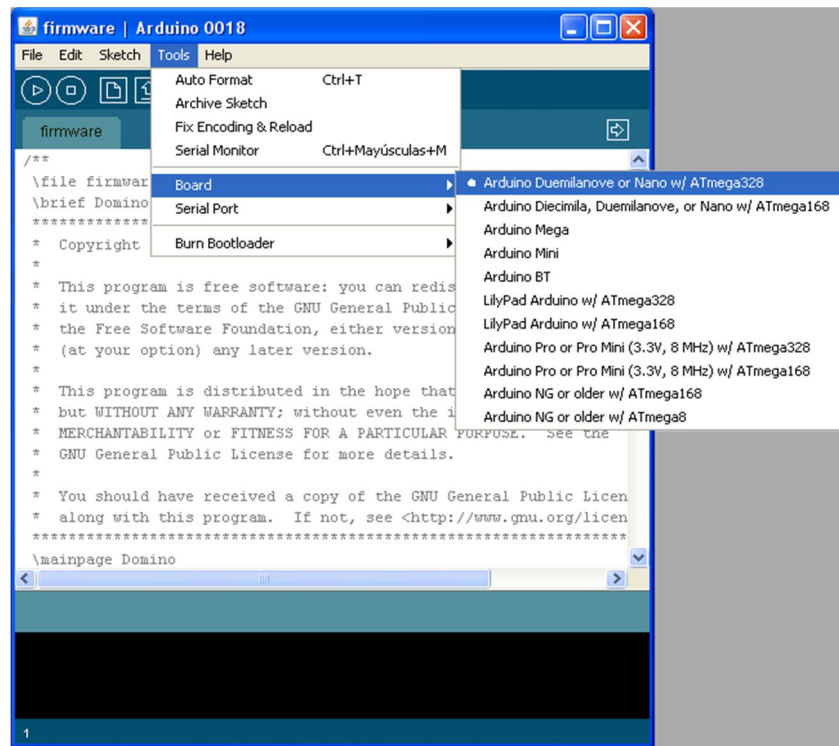 firmware | Arduino 0018
File Edit Sketch Tools Help
Auto Format Ctrl+T
Archive Sketch
Fix Encoding & Reload
Serial Monitor Ctrl+Mayúsculas+M
Board
Serial Port
Burn Bootloader
Arduino Duemilanove or Nano w/ ATmega328
Arduino Diecimila, Duemilanove, or Nano w/ ATmega168
Arduino Mega
Arduino Mini
Arduino BT
LilyPad Arduino w/ ATmega328
LilyPad Arduino w/ ATmega168
Arduino Pro or Pro Mini (3.3V, 8 MHz) w/ ATmega328
Arduino Pro or Pro Mini (3.3V, 8 MHz) w/ ATmega168
Arduino NG or older w/ ATmega168
Arduino NG or older w/ ATmega8
firmware
/**
\file firmwar
\brief Domino
*************
* Copyright
*
* This program is free software: you can redis
* it under the terms of the GNU General Public
* the Free Software Foundation, either version
* (at your option) any later version.
*
* This program is distributed in the hope that
* but WITHOUT ANY WARRANTY; without even the i
* MERCHANTABILITY or FITNESS FOR A PARTICULAR PURPOSE. See the
* GNU General Public License for more details.
*
* You should have received a copy of the GNU General Public Licen
* along with this program. If not, see <http://www.gnu.org/licen
******************************************************************
\mainpage Domino
1